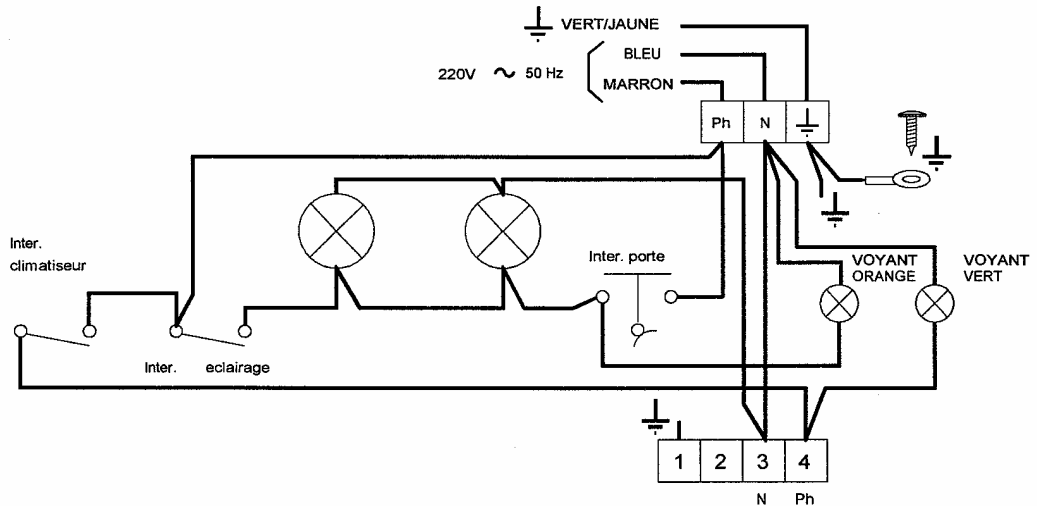 VERT/JAUNE
BLEU
220V ~ 50 Hz
MARRON
Ph N
Inter.
climatiseur
Inter. porte
VOYANT
ORANGE
VOYANT
VERT
Inter. eclairage
1 2 3 4
N Ph